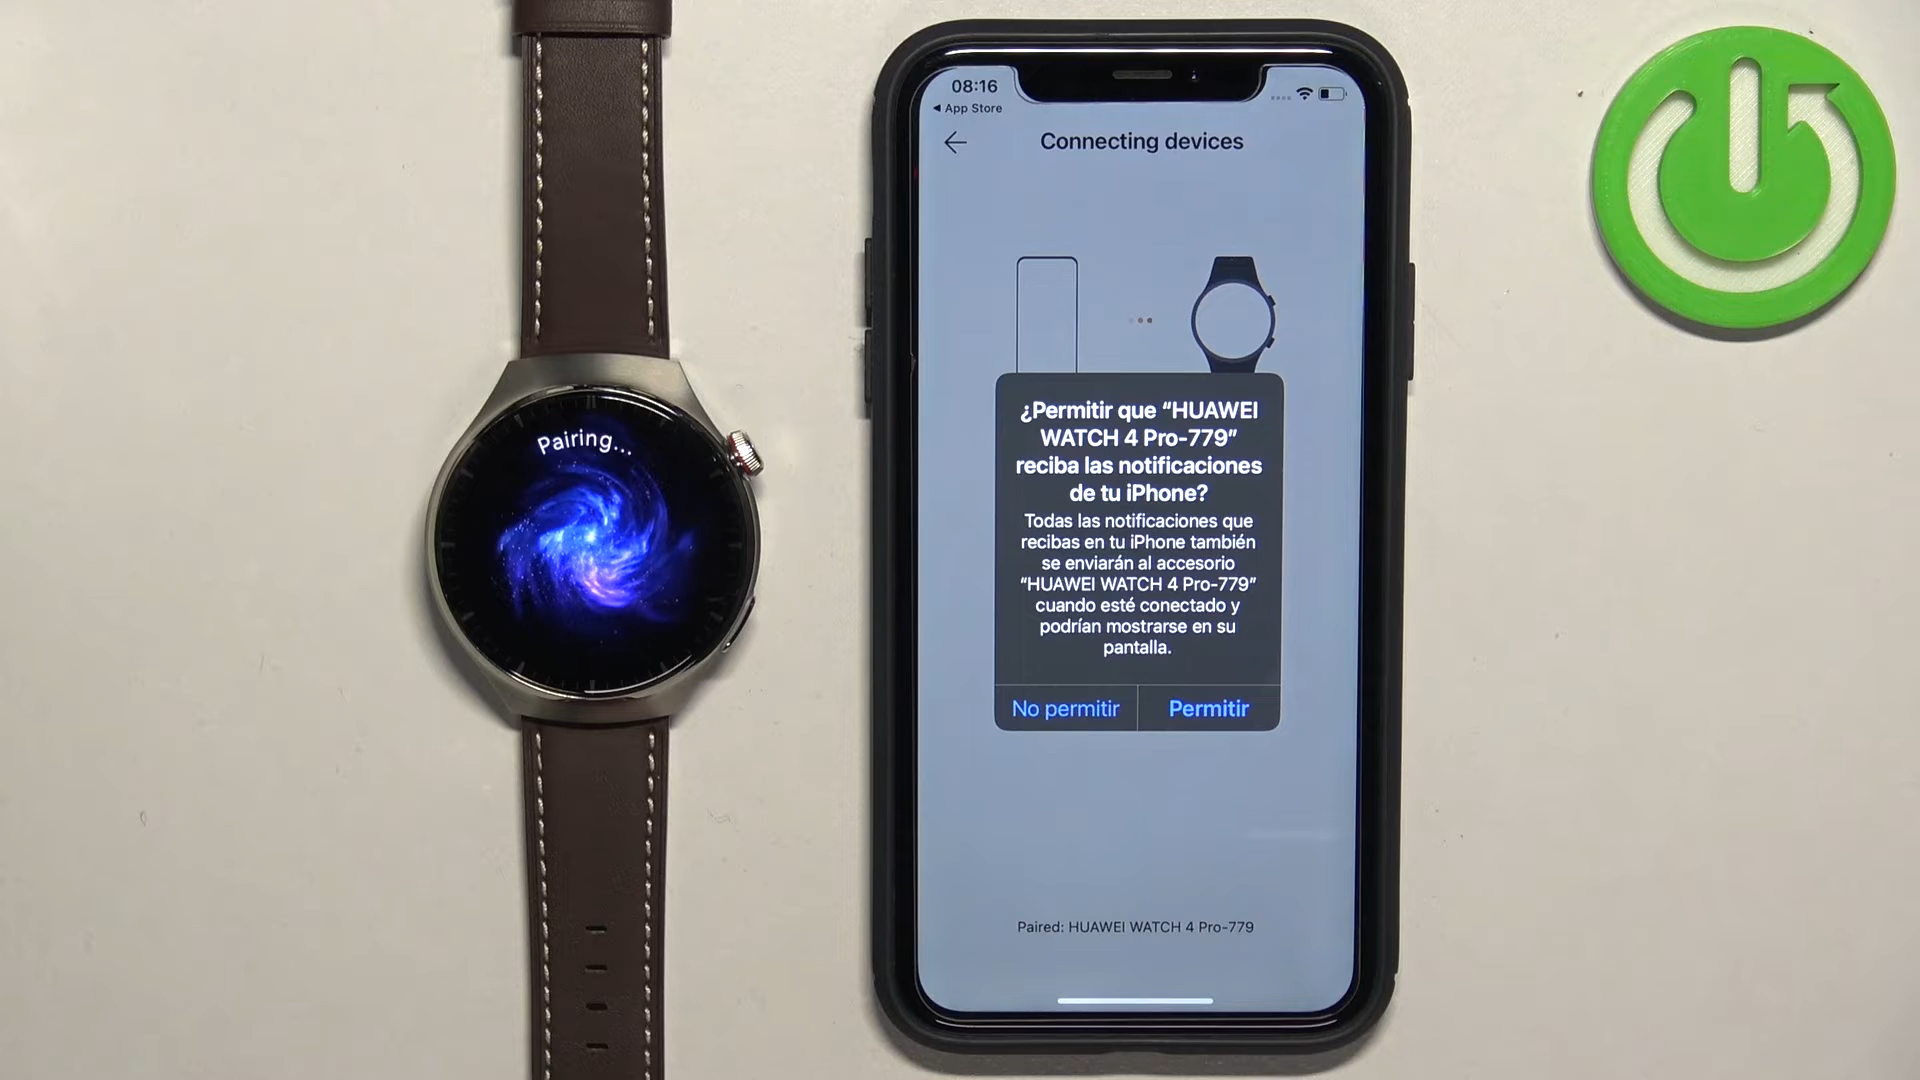 Pairing...
08:16
◀ App Store
Connecting devices
¿Permitir que “HUAWEI
WATCH 4 Pro-779”
reciba las notificaciones
de tu iPhone?
Todas las notificaciones que
recibas en tu iPhone también
se enviarán al accesorio
“HUAWEI WATCH 4 Pro-779”
cuando esté conectado y
podrían mostrarse en su
pantalla.
No permitir
Permitir
Paired: HUAWEI WATCH 4 Pro-779